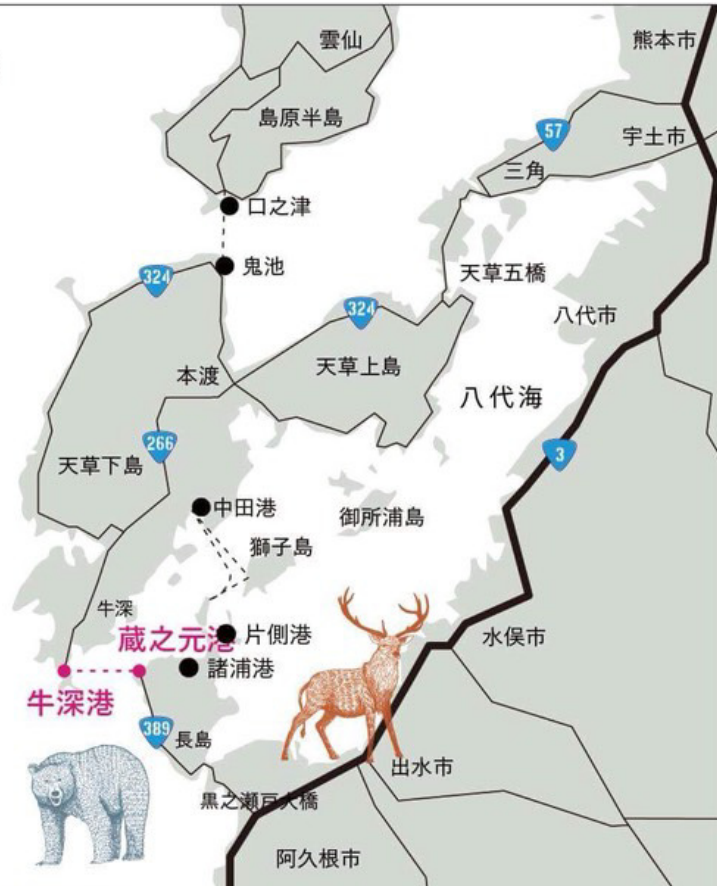 雲仙
熊本市
島原半島
57
宇土市
三角
口之津
鬼池
天草五橋
324
324
八代市
天草上島
本渡
八代海
266
3
天草下島
中田港
御所浦島
獅子島
牛深
蔵之元港
片側港
水俣市
諸浦港
牛深港
389
長島
出水市
黒之瀬戸大橋
阿久根市